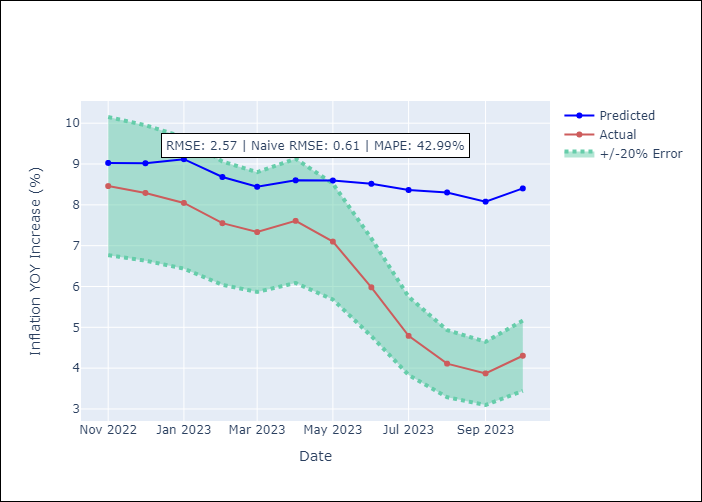 RMSE: 2.57 | Naive RMSE: 0.61 | MAPE: 42.99%
Predicted
Actual
+/-20% Error
Inflation YOY Increase (%)
10
9
8
7
6
5
4
3
Nov 2022
Jan 2023
Mar 2023
May 2023
Jul 2023
Sep 2023
Date